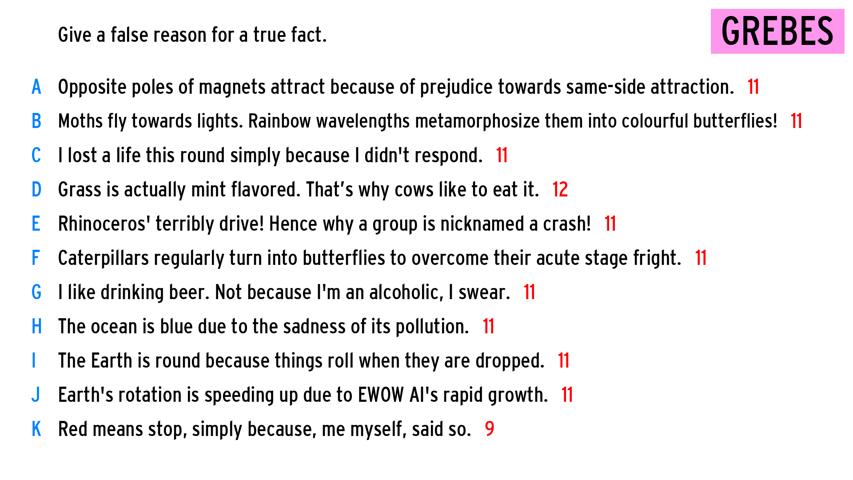 Give a false reason for a true fact.
GREBES
A Opposite poles of magnets attract because of prejudice towards same-side attraction. 11
B Moths fly towards lights. Rainbow wavelengths metamorphosize them into colourful butterflies! 11
C I lost a life this round simply because I didn't respond. 11
D Grass is actually mint flavored. That’s why cows like to eat it. 12
E Rhinoceros' terribly drive! Hence why a group is nicknamed a crash! 11
F Caterpillars regularly turn into butterflies to overcome their acute stage fright. 11
G I like drinking beer. Not because I'm an alcoholic, I swear. 11
H The ocean is blue due to the sadness of its pollution. 11
I The Earth is round because things roll when they are dropped. 11
J Earth's rotation is speeding up due to EWOW AI's rapid growth. 11
K Red means stop, simply because, me myself, said so. 9